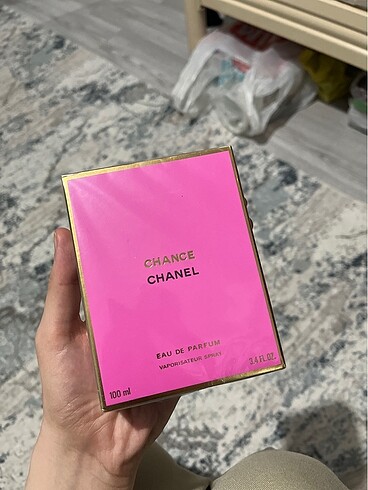 CHANCE
CHANEL
EAU DE PARFUM
VAPORISATEUR SPRAY
100 ml
3.4 FL.OZ.